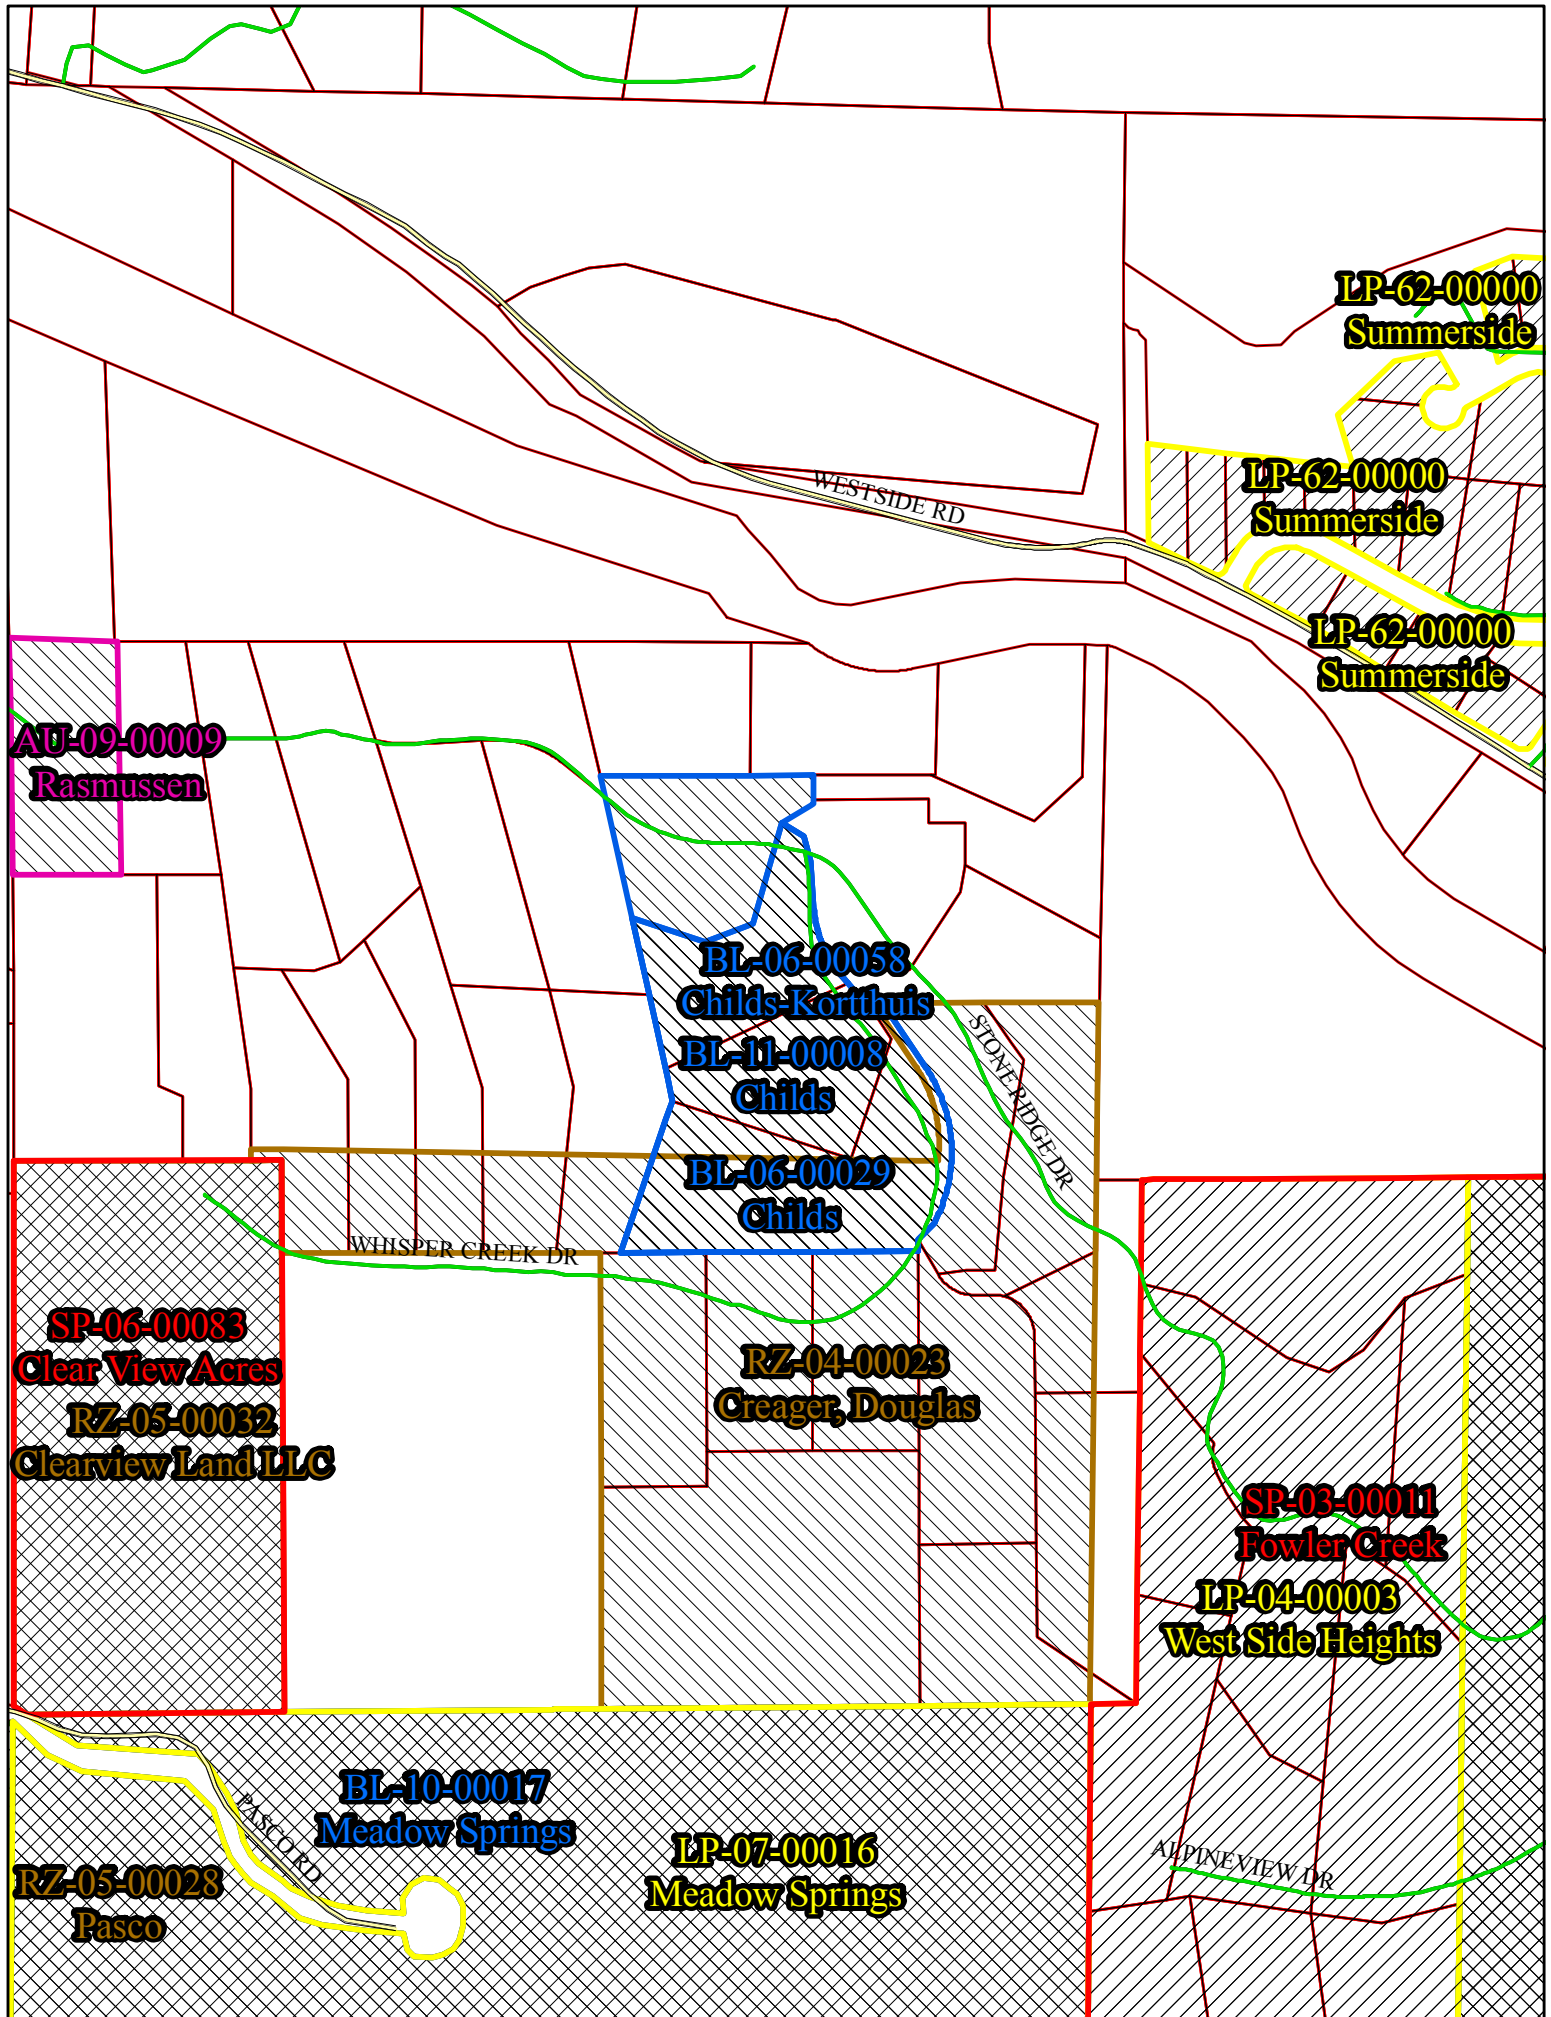 LP-62-00000
Summerside
WESTSIDE RD
LP-62-00000
Summerside
LP-62-00000
Summerside
AU-09-00009
Rasmussen
BL-06-00058
Childs-Kortthuis
BL-11-00008
Childs
STONE RIDGE DR
BL-06-00029
Childs
WHISPER CREEK DR
SP-06-00083
Clear View Acres
RZ-05-00032
Clearview Land LLC
RZ-04-00023
Creager, Douglas
SP-03-00011
Fowler Creek
LP-04-00003
West Side Heights
BL-10-00017
Meadow Springs
PASCO RD
LP-07-00016
Meadow Springs
ALPINEVIEW DR
RZ-05-00028
Pasco